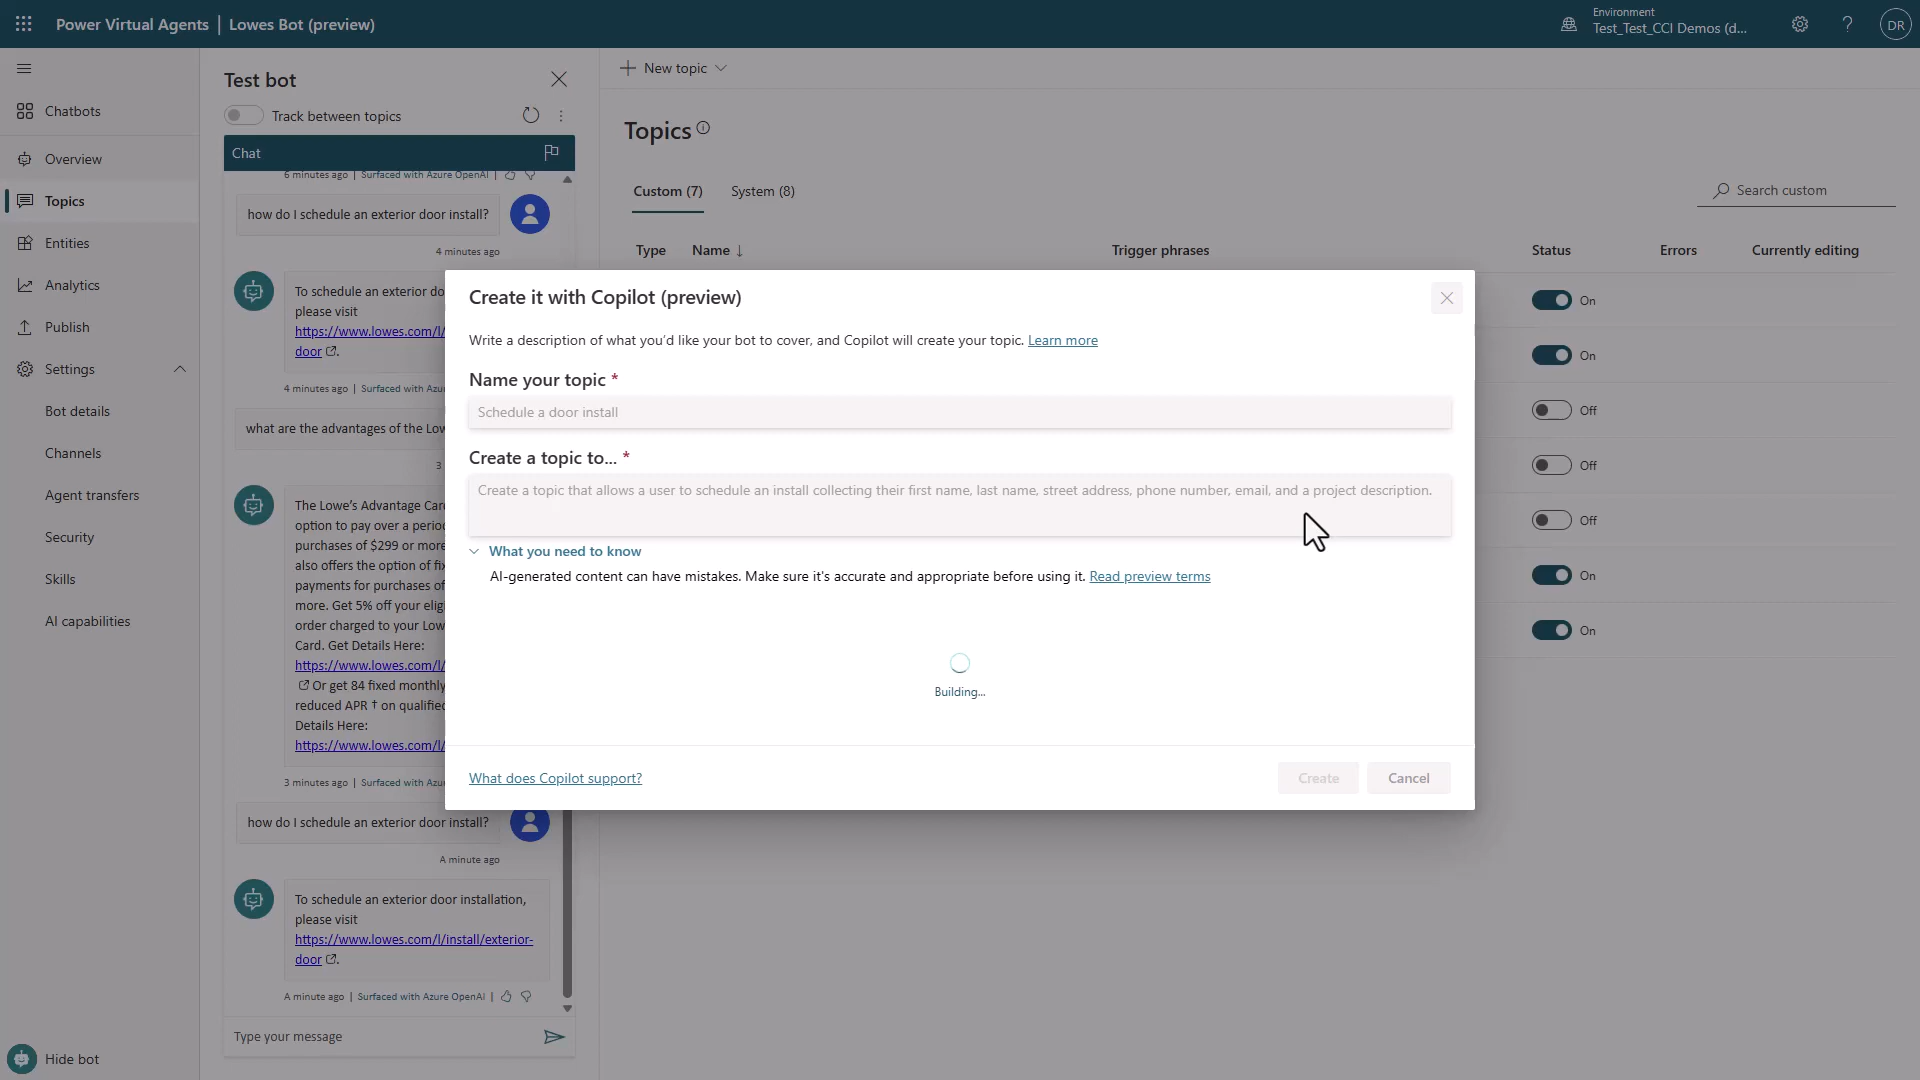 Power Virtual Agents | Lowes Bot (preview)
Environment
Test_Test_CCI Demos (d...
?
DR
Chatbots
Overview
Topics
Entities
Analytics
Publish
Settings
Bot details
Channels
Agent transfers
Security
Skills
AI capabilities
Hide bot
Test bot
Track between topics
Chat
6 minutes ago | Surfaced with Azure OpenAI |
how do I schedule an exterior door install?
4 minutes ago
To schedule an exterior do
please visit
https://www.lowes.com/l/
door .
4 minutes ago | Surfaced with Azu
what are the advantages of the Low
3
The Lowe's Advantage Car
option to pay over a perio
purchases of $299 or more
also offers the option of fix
payments for purchases of
more. Get 5% off your eligi
order charged to your Low
Card. Get Details Here:
https://www.lowes.com/l/
Or get 84 fixed monthly
reduced APR † on qualified
Details Here:
https://www.lowes.com/l/
3 minutes ago | Surfaced with Azu
how do I schedule an exterior door install?
A minute ago
To schedule an exterior door installation,
please visit
https://www.lowes.com/l/install/exterior-
door .
A minute ago | Surfaced with Azure OpenAI |
Type your message
New topic
Topics
Custom (7)
System (8)
Search custom
Type
Name ↓
Trigger phrases
Status
Errors
Currently editing
On
On
Off
Off
Off
On
On
Create it with Copilot (preview)
Write a description of what you'd like your bot to cover, and Copilot will create your topic. Learn more
Name your topic *
Schedule a door install
Create a topic to... *
Create a topic that allows a user to schedule an install collecting their first name, last name, street address, phone number, email, and a project description.
What you need to know
AI-generated content can have mistakes. Make sure it's accurate and appropriate before using it. Read preview terms
Building...
What does Copilot support?
Create
Cancel